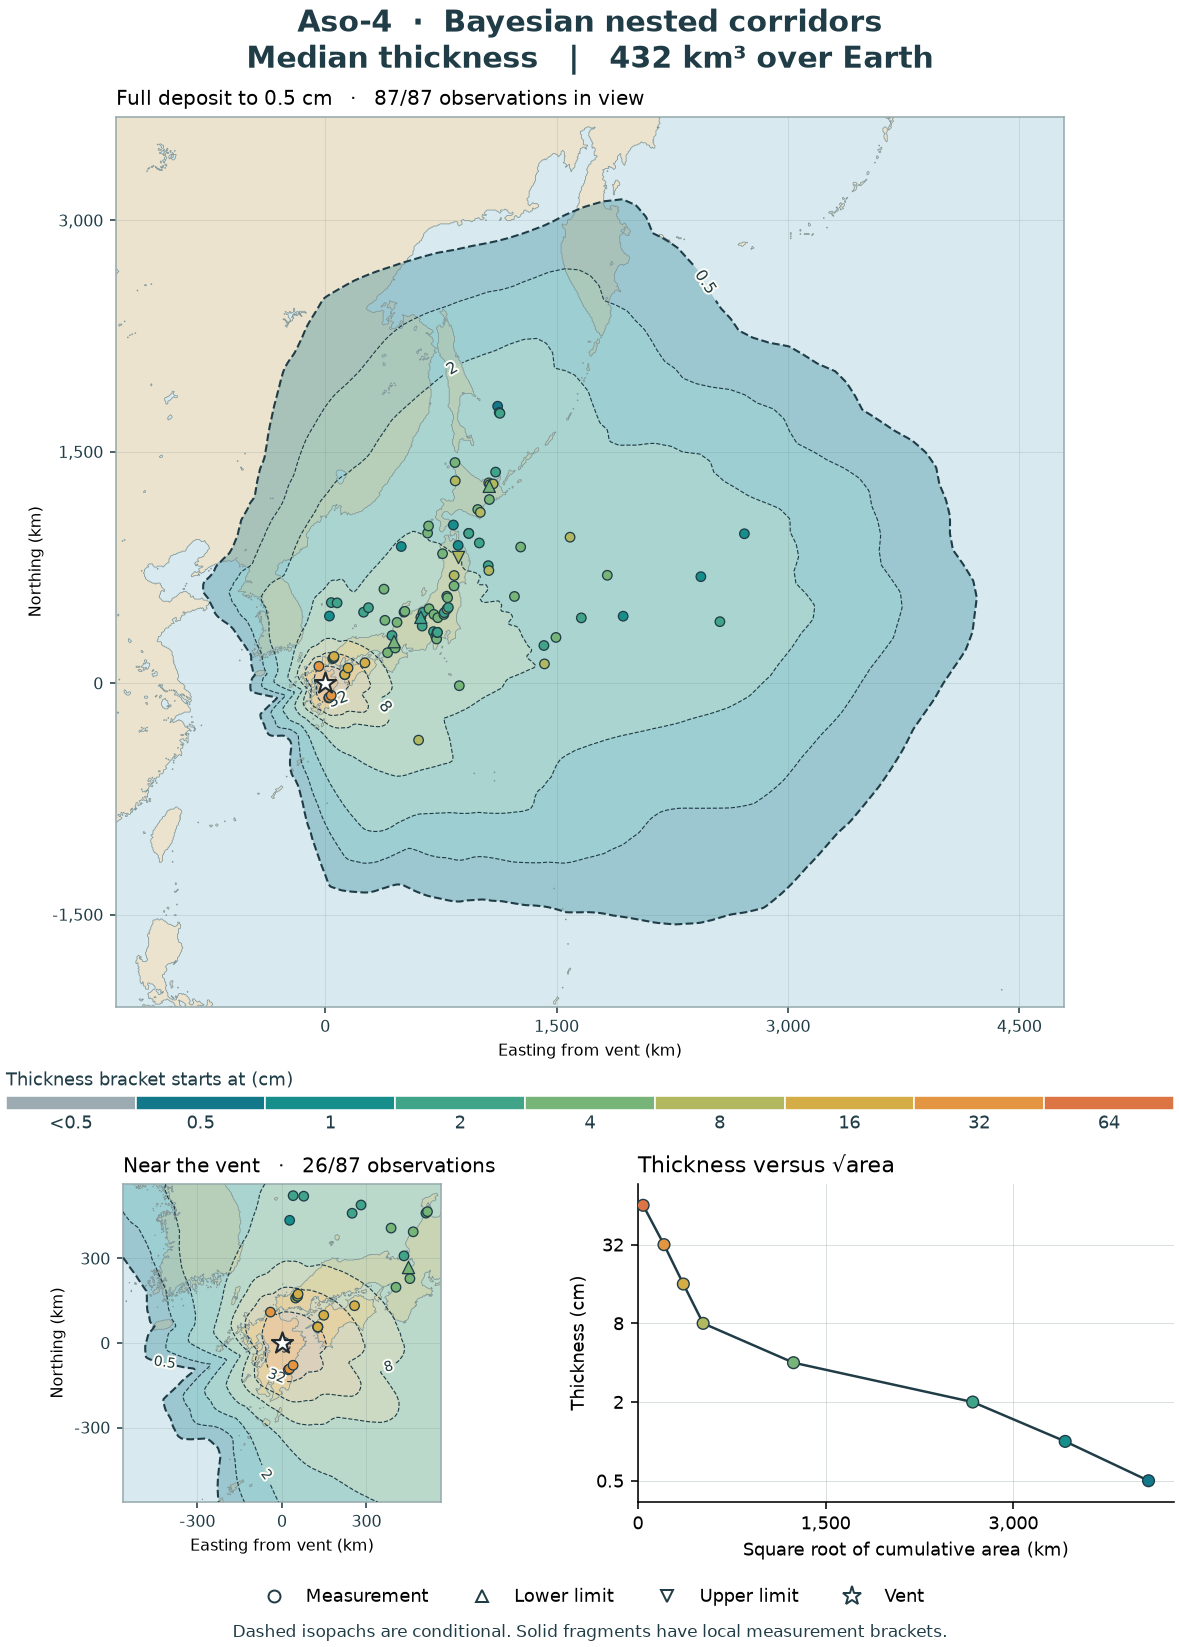 Aso-4  ·  Bayesian nested corridors
Median thickness  |  432 km³ over Earth
Full deposit to 0.5 cm  ·  87/87 observations in view
3,000
1,500
0
-1,500
Northing (km)
0.5
2
8
32
0
1,500
3,000
4,500
Easting from vent (km)
Thickness bracket starts at (cm)
<0.5
0.5
1
2
4
8
16
32
64
Near the vent  ·  26/87 observations
300
0
-300
Northing (km)
0.5
32
8
2
-300
0
300
Easting from vent (km)
Thickness versus √area
32
8
2
0.5
Thickness (cm)
0
1,500
3,000
Square root of cumulative area (km)
Measurement
Lower limit
Upper limit
Vent
Dashed isopachs are conditional. Solid fragments have local measurement brackets.